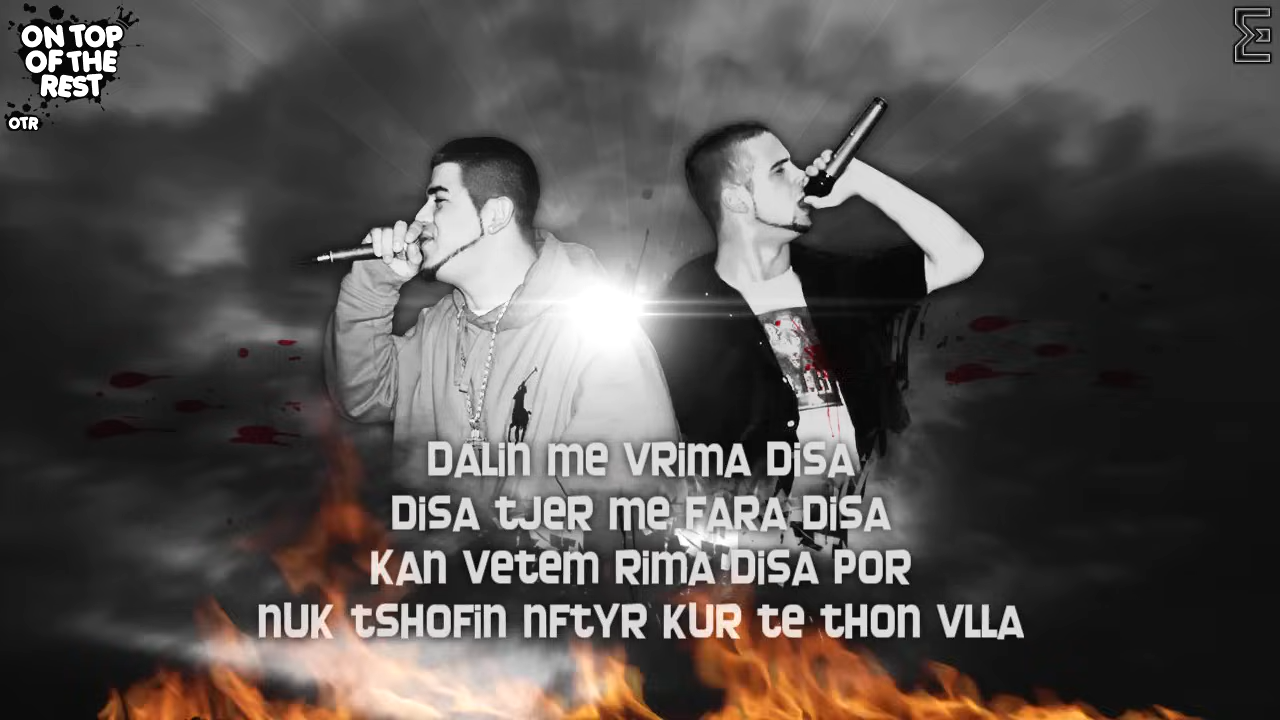 ON TOP
OF THE
REST
OTR
DALIN ME VRIMA DISA
DISA TJER ME FARA DISA
KAN VETEM RIMA DISA POR
NUK TSHOFIN NFTYR KUR TE THON VLLA